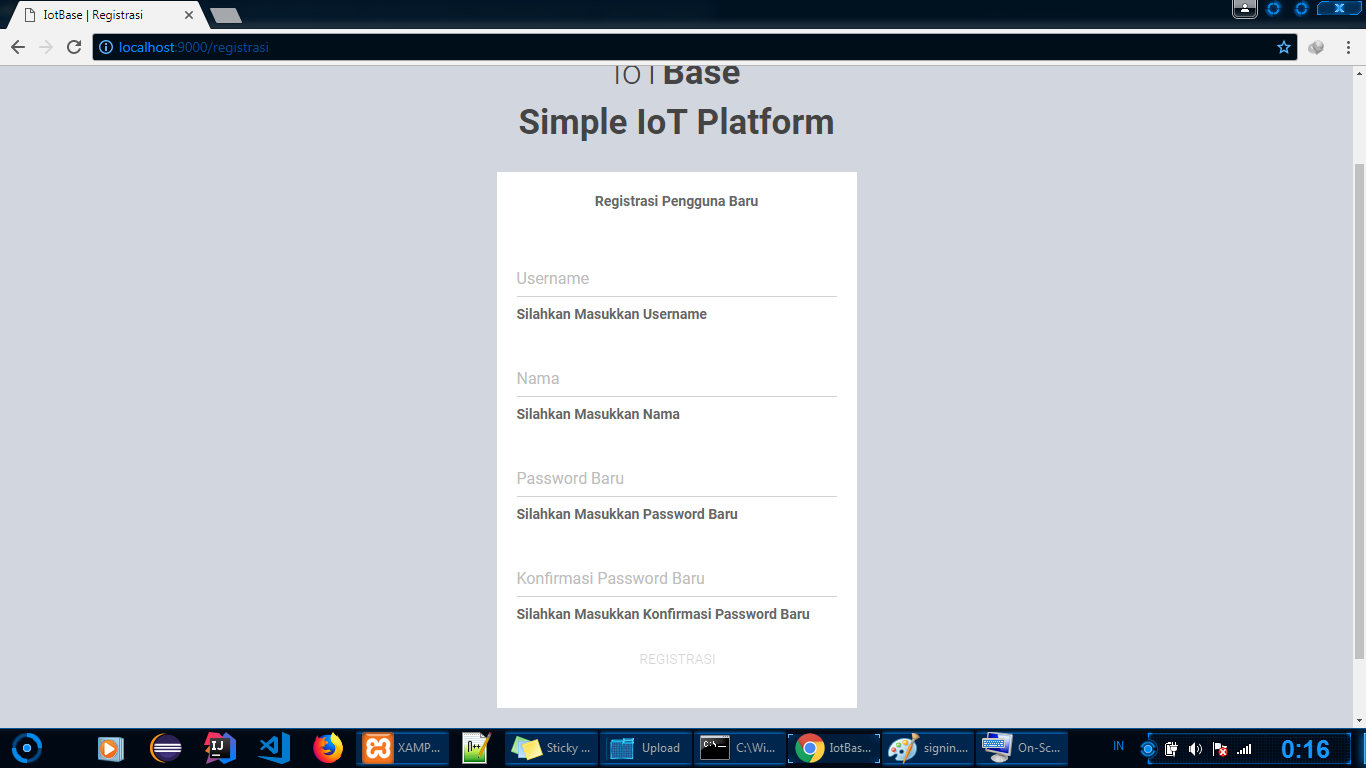 IotBase | Registrasi
localhost:9000/registrasi
IoTBase
Simple IoT Platform
Registrasi Pengguna Baru
Username
Silahkan Masukkan Username
Nama
Silahkan Masukkan Nama
Password Baru
Silahkan Masukkan Password Baru
Konfirmasi Password Baru
Silahkan Masukkan Konfirmasi Password Baru
REGISTRASI
XAMP... Sticky ... Upload C:\Wi... IotBas... signin.... On-Sc... IN 0:16